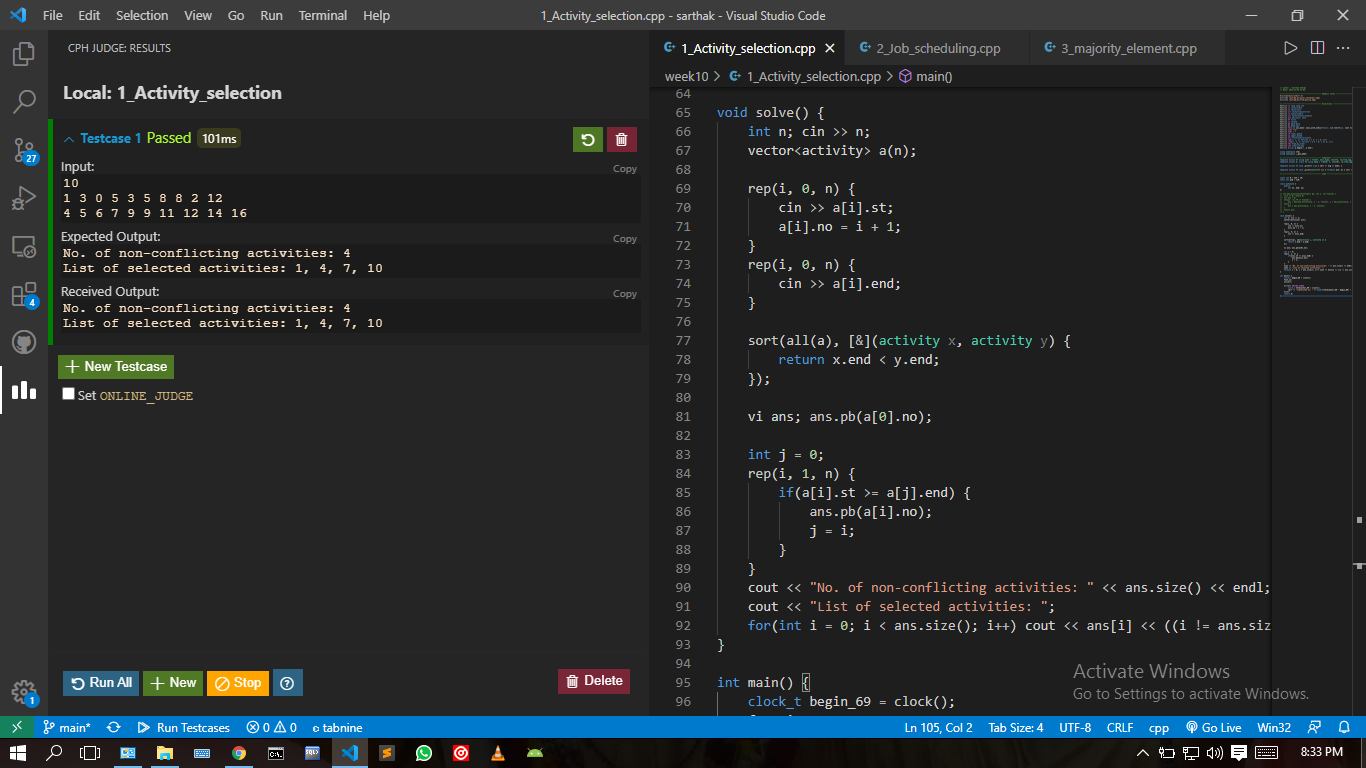 File Edit Selection View Go Run Terminal Help 1_Activity_selection.cpp - sarthak - Visual Studio Code
CPH JUDGE: RESULTS
Local: 1_Activity_selection
Testcase 1 Passed 101ms
Input:
Copy
10
1 3 0 5 3 5 8 8 2 12
4 5 6 7 9 9 11 12 14 16
Expected Output:
Copy
No. of non-conflicting activities: 4
List of selected activities: 1, 4, 7, 10
Received Output:
Copy
No. of non-conflicting activities: 4
List of selected activities: 1, 4, 7, 10
+ New Testcase
Set ONLINE_JUDGE
Run All + New Stop Delete
27
4
1
1_Activity_selection.cpp 2_Job_scheduling.cpp 3_majority_element.cpp
week10 > 1_Activity_selection.cpp > main()
64
65 void solve() {
66 int n; cin >> n;
67 vector<activity> a(n);
68
69 rep(i, 0, n) {
70 cin >> a[i].st;
71 a[i].no = i + 1;
72 }
73 rep(i, 0, n) {
74 cin >> a[i].end;
75 }
76
77 sort(all(a), [&](activity x, activity y) {
78 return x.end < y.end;
79 });
80
81 vi ans; ans.pb(a[0].no);
82
83 int j = 0;
84 rep(i, 1, n) {
85 if(a[i].st >= a[j].end) {
86 ans.pb(a[i].no);
87 j = i;
88 }
89 }
90 cout << "No. of non-conflicting activities: " << ans.size() << endl;
91 cout << "List of selected activities: ";
92 for(int i = 0; i < ans.size(); i++) cout << ans[i] << ((i != ans.siz
93 }
94
95 int main() {
96 clock_t begin_69 = clock();
Activate Windows
Go to Settings to activate Windows.
main* Run Testcases 0 0 tabnine Ln 105, Col 2 Tab Size: 4 UTF-8 CRLF cpp Go Live Win32
8:33 PM